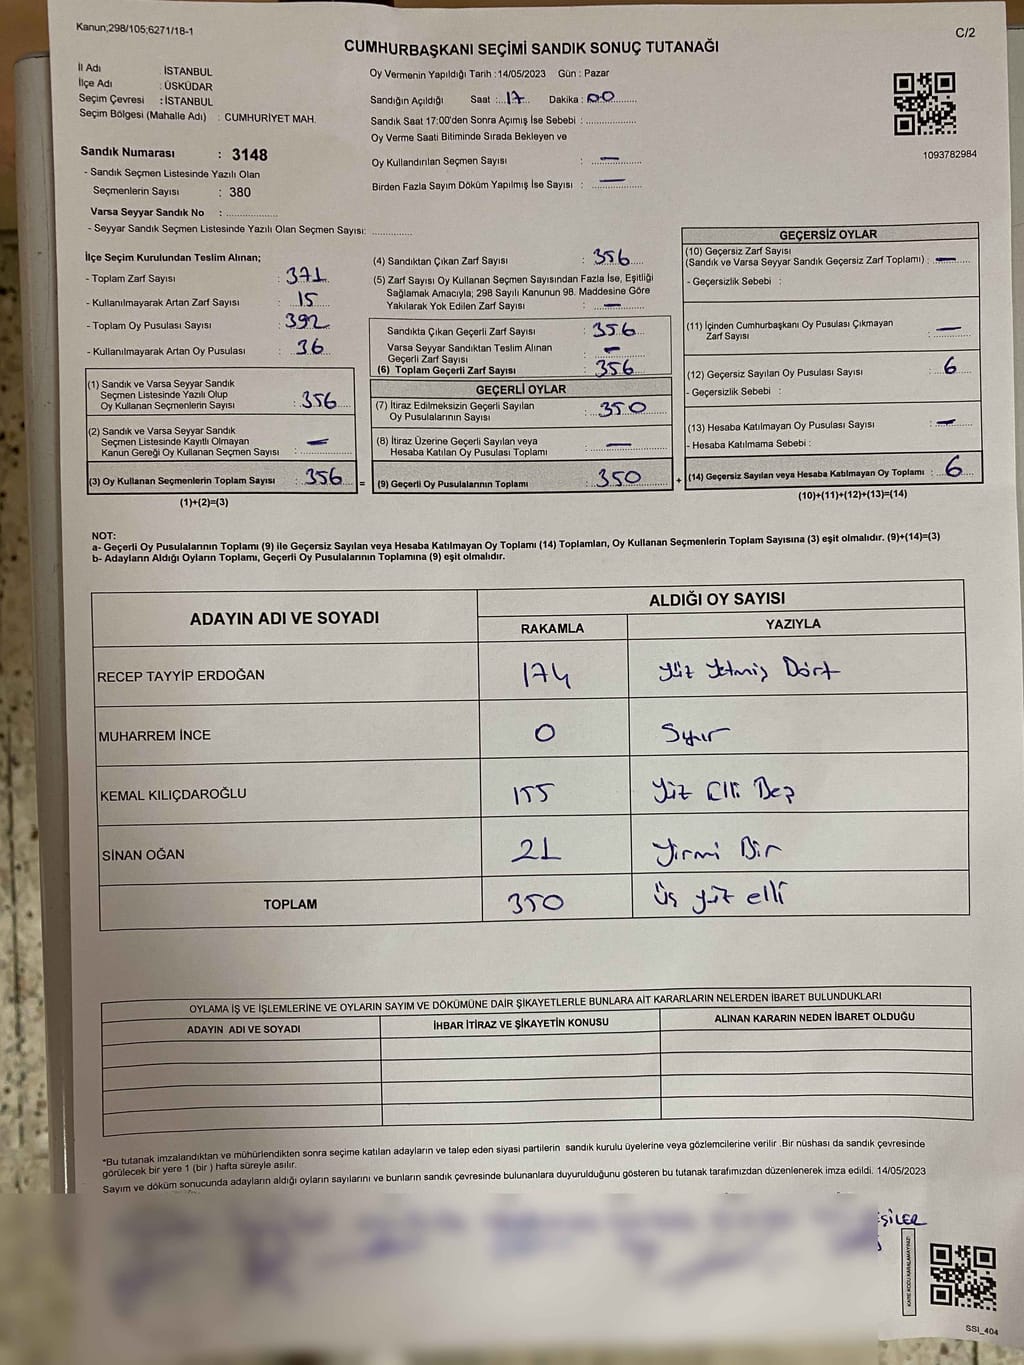 Kanun;298/105;6271/18-1
C/2
CUMHURBAŞKANI SEÇİMİ SANDIK SONUÇ TUTANAĞI
İl Adı : İSTANBUL
İlçe Adı : ÜSKÜDAR
Seçim Çevresi : İSTANBUL
Seçim Bölgesi (Mahalle Adı) : CUMHURİYET MAH.
Sandık Numarası : 3148
- Sandık Seçmen Listesinde Yazılı Olan
Seçmenlerin Sayısı : 380
Varsa Seyyar Sandık No : ..................
- Seyyar Sandık Seçmen Listesinde Yazılı Olan Seçmen Sayısı: .............
Oy Vermenin Yapıldığı Tarih :14/05/2023 Gün : Pazar
Sandığın Açıldığı Saat : 17 Dakika : 00
Sandık Saat 17:00'den Sonra Açımış İse Sebebi : ..................
Oy Verme Saati Bitiminde Sırada Bekleyen ve
Oy Kullandırılan Seçmen Sayısı : —
Birden Fazla Sayım Döküm Yapılmış İse Sayısı : —
1093782984
İlçe Seçim Kurulundan Teslim Alınan;
- Toplam Zarf Sayısı : 371
- Kullanılmayarak Artan Zarf Sayısı : 15
- Toplam Oy Pusulası Sayısı : 392
- Kullanılmayarak Artan Oy Pusulası : 36
(1) Sandık ve Varsa Seyyar Sandık
Seçmen Listesinde Yazılı Olup
Oy Kullanan Seçmenlerin Sayısı : 356
(2) Sandık ve Varsa Seyyar Sandık
Seçmen Listesinde Kayıtlı Olmayan
Kanun Gereği Oy Kullanan Seçmen Sayısı : —
(3) Oy Kullanan Seçmenlerin Toplam Sayısı : 356 =
(1)+(2)=(3)
(4) Sandıktan Çıkan Zarf Sayısı : 356
(5) Zarf Sayısı Oy Kullanan Seçmen Sayısından Fazla İse, Eşitliği
Sağlamak Amacıyla; 298 Sayılı Kanunun 98. Maddesine Göre
Yakılarak Yok Edilen Zarf Sayısı : —
Sandıkta Çıkan Geçerli Zarf Sayısı : 356
Varsa Seyyar Sandıktan Teslim Alınan
Geçerli Zarf Sayısı : —
(6) Toplam Geçerli Zarf Sayısı : 356
GEÇERLİ OYLAR
(7) İtiraz Edilmeksizin Geçerli Sayılan
Oy Pusulalarının Sayısı : 350
(8) İtiraz Üzerine Geçerli Sayılan veya
Hesaba Katılan Oy Pusulası Toplamı : —
(9) Geçerli Oy Pusulalarının Toplamı : 350 +
GEÇERSİZ OYLAR
(10) Geçersiz Zarf Sayısı
(Sandık ve Varsa Seyyar Sandık Geçersiz Zarf Toplamı) : —
- Geçersizlik Sebebi :
(11) İçinden Cumhurbaşkanı Oy Pusulası Çıkmayan
Zarf Sayısı : —
(12) Geçersiz Sayılan Oy Pusulası Sayısı : 6
- Geçersizlik Sebebi :
(13) Hesaba Katılmayan Oy Pusulası Sayısı : —
- Hesaba Katılmama Sebebi :
(14) Geçersiz Sayılan veya Hesaba Katılmayan Oy Toplamı : 6
(10)+(11)+(12)+(13)=(14)
NOT:
a- Geçerli Oy Pusulalarının Toplamı (9) ile Geçersiz Sayılan veya Hesaba Katılmayan Oy Toplamı (14) Toplamları, Oy Kullanan Seçmenlerin Toplam Sayısına (3) eşit olmalıdır. (9)+(14)=(3)
b- Adayların Aldığı Oyların Toplamı, Geçerli Oy Pusulalarının Toplamına (9) eşit olmalıdır.
ADAYIN ADI VE SOYADI ALDIĞI OY SAYISI
RAKAMLA YAZIYLA
RECEP TAYYİP ERDOĞAN 174 Yüz Yetmiş Dört
MUHARREM İNCE 0 Sıfır
KEMAL KILIÇDAROĞLU 155 Yüz Elli Beş
SİNAN OĞAN 21 Yirmi Bir
TOPLAM 350 Üç yüz elli
OYLAMA İŞ VE İŞLEMLERİNE VE OYLARIN SAYIM VE DÖKÜMÜNE DAİR ŞİKAYETLERLE BUNLARA AİT KARARLARIN NELERDEN İBARET BULUNDUKLARI
ADAYIN ADI VE SOYADI İHBAR İTİRAZ VE ŞİKAYETİN KONUSU ALINAN KARARIN NEDEN İBARET OLDUĞU
*Bu tutanak imzalandıktan ve mühürlendikten sonra seçime katılan adayların ve talep eden siyasi partilerin sandık kurulu üyelerine veya gözlemcilerine verilir .Bir nüshası da sandık çevresinde
görülecek bir yere 1 (bir ) hafta süreyle asılır.
Sayım ve döküm sonucunda adayların aldığı oyların sayılarını ve bunların sandık çevresinde bulunanlara duyurulduğunu gösteren bu tutanak tarafımızdan düzenlenerek imza edildi. 14/05/2023
ŞİLER
KARE KODU KARALAMAYINIZ!
SSI_404